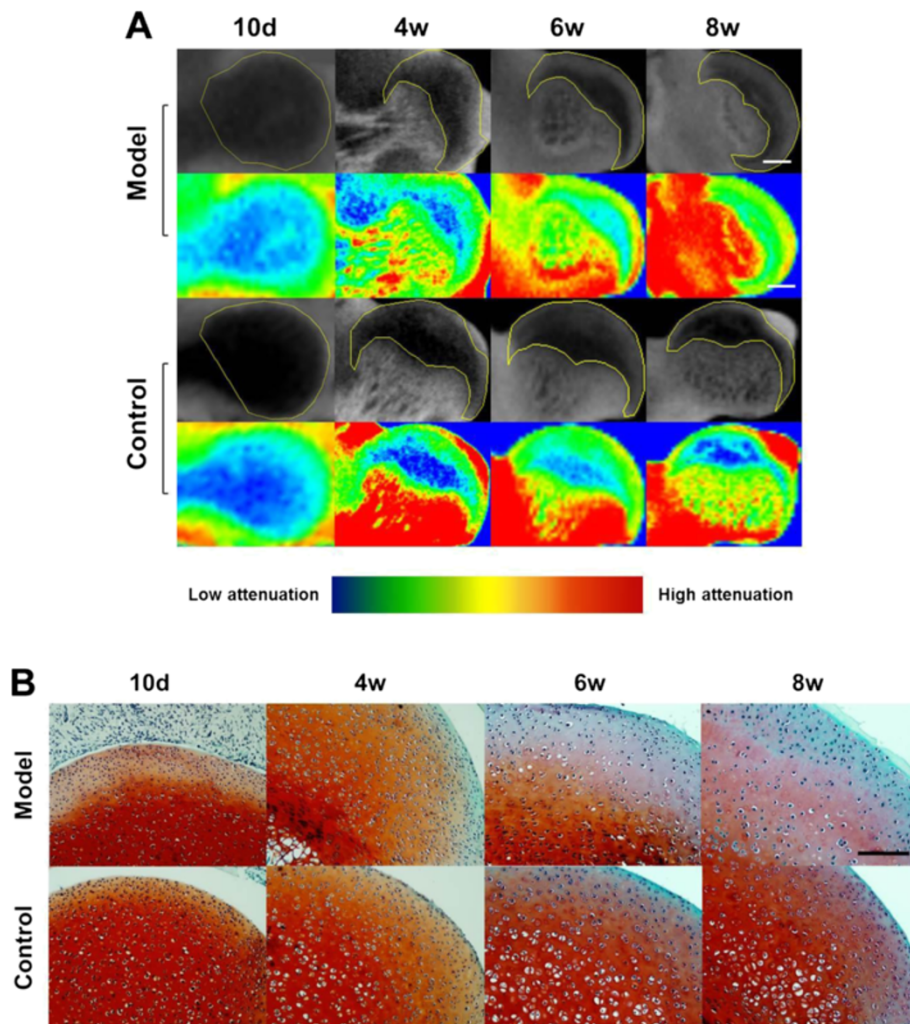 A
10d 4w 6w 8w
Model
Control
Low attenuation High attenuation
B
10d 4w 6w 8w
Model
Control